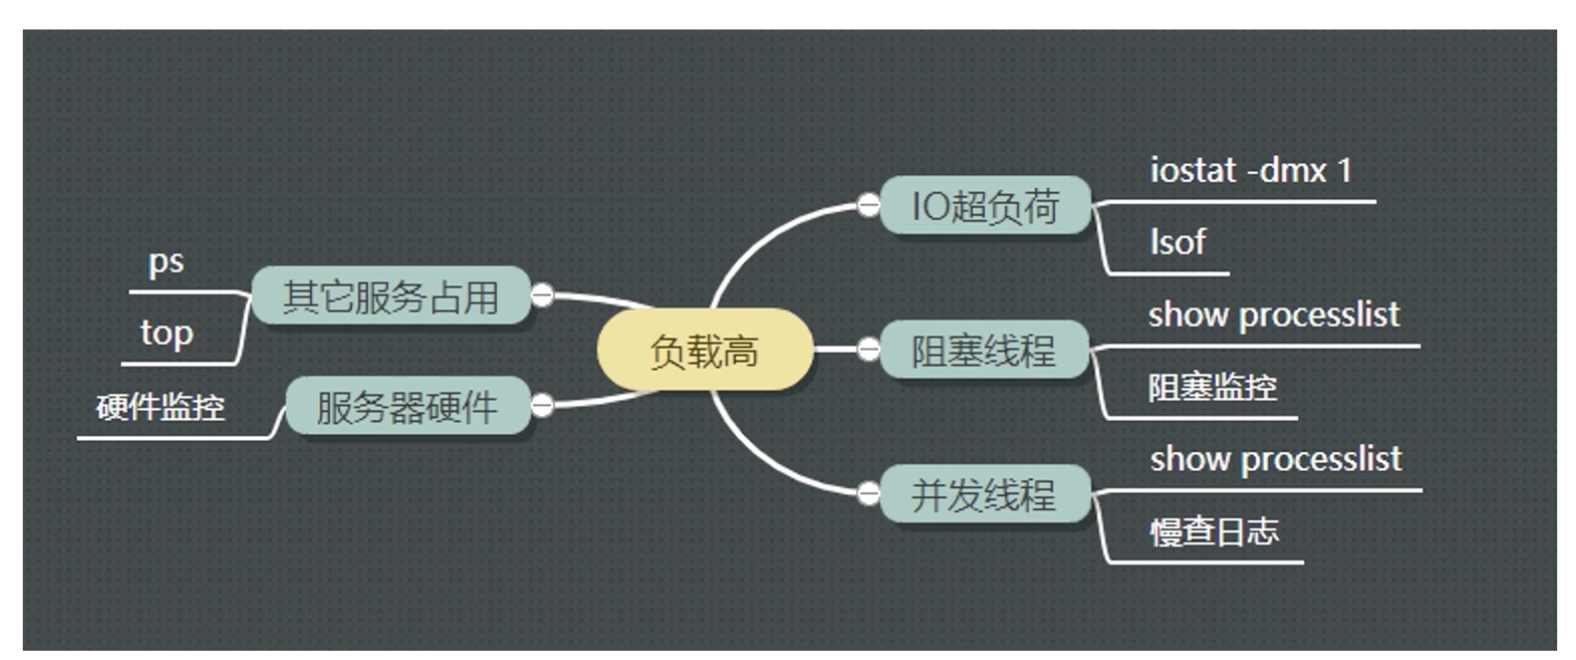 负载高
IO超负荷
iostat -dmx 1
lsof
阻塞线程
show processlist
阻塞监控
并发线程
show processlist
慢查日志
其它服务占用
ps
top
服务器硬件
硬件监控